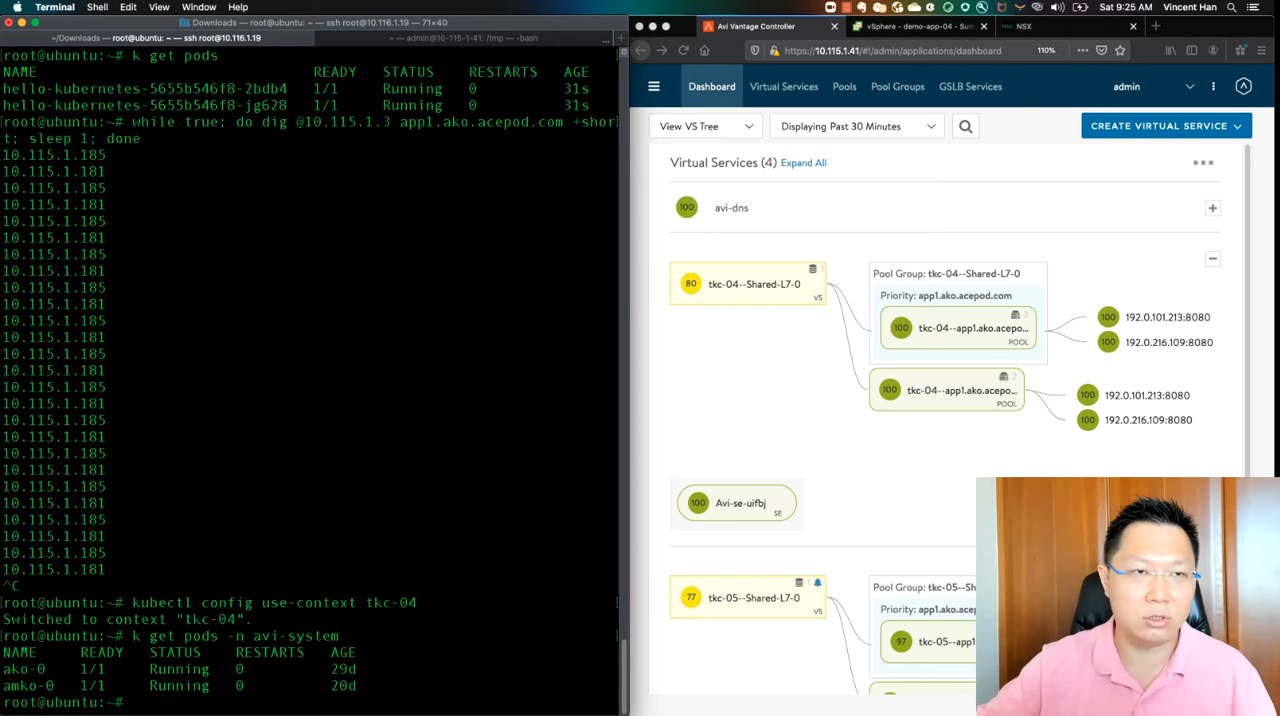 Terminal Shell Edit View Window Help
Sat 9:25 AM Vincent Han
Downloads — root@ubuntu: ~ — ssh root@10.116.1.19 — 71×40
~/Downloads — root@ubuntu: ~ — ssh root@10.116.1.19
~ — admin@10-115-1-41: /tmp — -bash
[root@ubuntu:~# k get pods
NAME READY STATUS RESTARTS AGE
hello-kubernetes-5655b546f8-2bdb4 1/1 Running 0 31s
hello-kubernetes-5655b546f8-jg628 1/1 Running 0 31s
[root@ubuntu:~# while true; do dig @10.115.1.3 app1.ako.acepod.com +shor
t; sleep 1; done
10.115.1.185
10.115.1.181
10.115.1.185
10.115.1.181
10.115.1.185
10.115.1.181
10.115.1.185
10.115.1.181
10.115.1.185
10.115.1.181
10.115.1.185
10.115.1.181
10.115.1.185
10.115.1.181
10.115.1.185
10.115.1.181
10.115.1.185
10.115.1.181
10.115.1.185
10.115.1.181
10.115.1.185
10.115.1.181
10.115.1.185
10.115.1.181
10.115.1.185
10.115.1.181
^C
[root@ubuntu:~# kubectl config use-context tkc-04
Switched to context "tkc-04".
[root@ubuntu:~# k get pods -n avi-system
NAME READY STATUS RESTARTS AGE
ako-0 1/1 Running 0 29d
amko-0 1/1 Running 0 20d
root@ubuntu:~#
Avi Vantage Controller
vSphere - demo-app-04 - Sum
NSX
https://10.115.1.41/#!/admin/applications/dashboard
110%
Dashboard Virtual Services Pools Pool Groups GSLB Services admin
View VS Tree
Displaying Past 30 Minutes
CREATE VIRTUAL SERVICE
Virtual Services (4) Expand All
100 avi-dns
80 tkc-04--Shared-L7-0
1
VS
Pool Group: tkc-04--Shared-L7-0
Priority: app1.ako.acepod.com
100 tkc-04--app1.ako.acepo...
2
POOL
100 192.0.101.213:8080
100 192.0.216.109:8080
100 tkc-04--app1.ako.acepo...
2
POOL
100 192.0.101.213:8080
100 192.0.216.109:8080
100 Avi-se-uifbj
SE
77 tkc-05--Shared-L7-0
1
VS
Pool Group: tkc-05--Sh
Priority: app1.ako.acep
97 tkc-05--app1